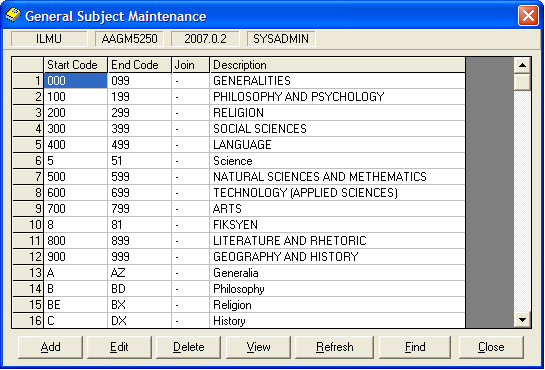 General Subject Maintenance
ILMU AAGM5250 2007.0.2 SYSADMIN
Start Code End Code Join Description
1 000 099 - GENERALITIES
2 100 199 - PHILOSOPHY AND PSYCHOLOGY
3 200 299 - RELIGION
4 300 399 - SOCIAL SCIENCES
5 400 499 - LANGUAGE
6 5 51 - Science
7 500 599 - NATURAL SCIENCES AND METHEMATICS
8 600 699 - TECHNOLOGY (APPLIED SCIENCES)
9 700 799 - ARTS
10 8 81 - FIKSYEN
11 800 899 - LITERATURE AND RHETORIC
12 900 999 - GEOGRAPHY AND HISTORY
13 A AZ - Generalia
14 B BD - Philosophy
15 BE BX - Religion
16 C DX - History
Add Edit Delete View Refresh Find Close